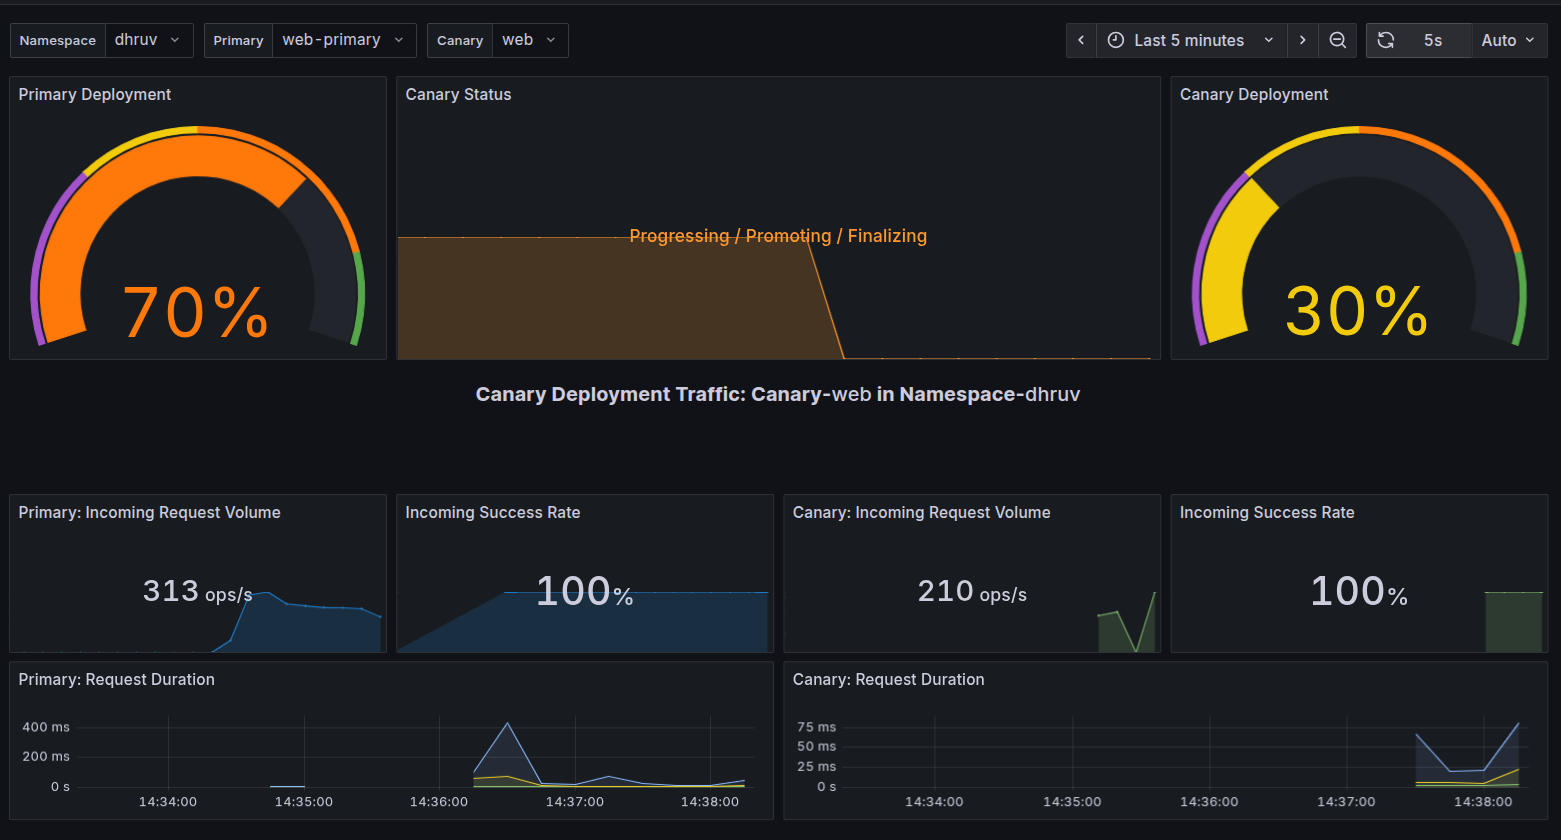 Namespace dhruv Primary web-primary Canary web Last 5 minutes 5s Auto
Primary Deployment
70%
Canary Status
Progressing / Promoting / Finalizing
Canary Deployment
30%
Canary Deployment Traffic: Canary-web in Namespace-dhruv
Primary: Incoming Request Volume
313 ops/s
Incoming Success Rate
100%
Canary: Incoming Request Volume
210 ops/s
Incoming Success Rate
100%
Primary: Request Duration
400 ms
200 ms
0 s
14:34:00 14:35:00 14:36:00 14:37:00 14:38:00
Canary: Request Duration
75 ms
50 ms
25 ms
0 s
14:34:00 14:35:00 14:36:00 14:37:00 14:38:00